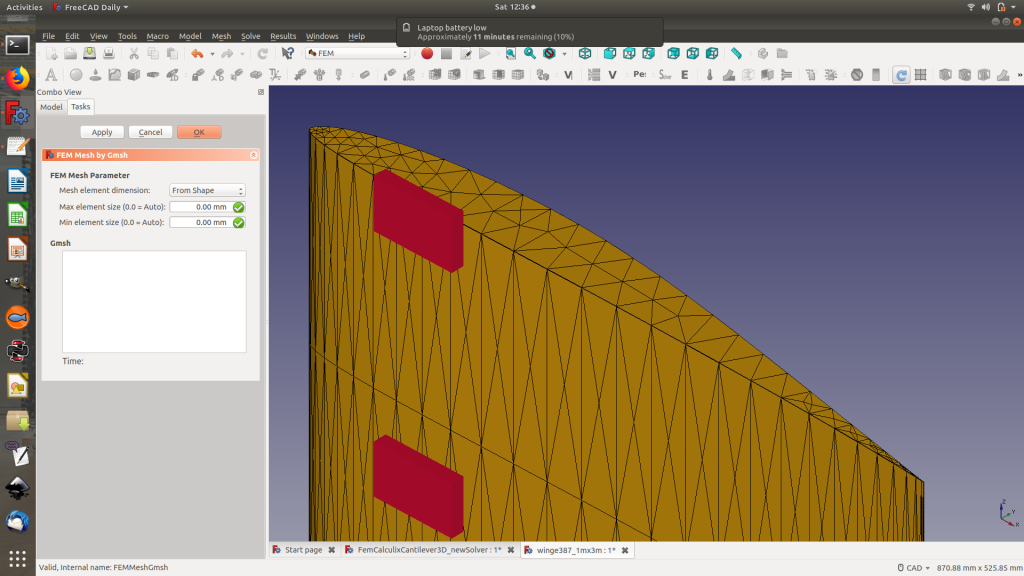 Activities
FreeCAD Daily
Sat 12:36
Laptop battery low
Approximately 11 minutes remaining (10%)
File Edit View Tools Macro Model Mesh Solve Results Windows Help
FEM
Combo View
Model Tasks
Apply Cancel OK
FEM Mesh by Gmsh
FEM Mesh Parameter
Mesh element dimension: From Shape
Max element size (0.0 = Auto): 0.00 mm
Min element size (0.0 = Auto): 0.00 mm
Gmsh
Time:
Z
Y
X
Start page
FemCalculixCantilever3D_newSolver : 1*
winge387_1mx3m : 1*
Valid, Internal name: FEMMeshGmsh
CAD
870.88 mm x 525.85 mm